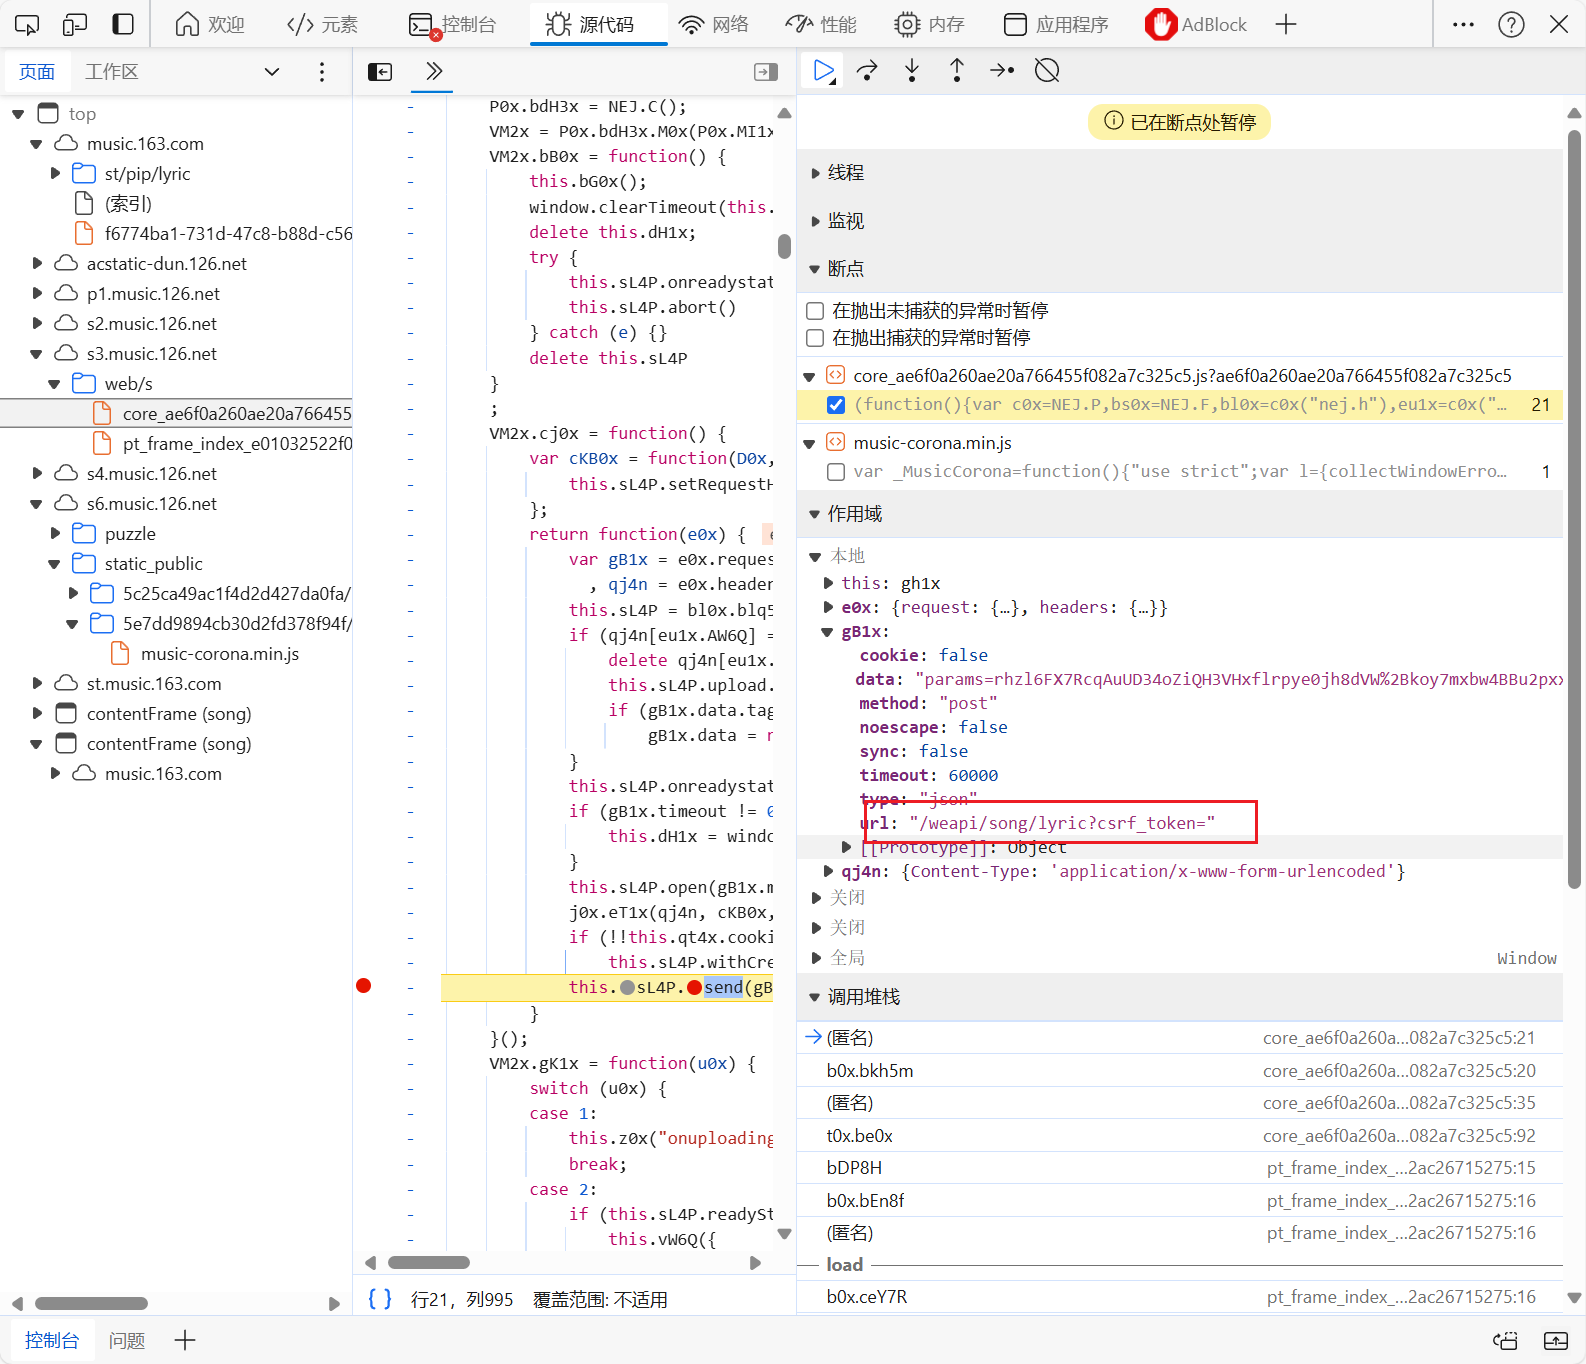 欢迎
元素
控制台
源代码
网络
性能
内存
应用程序
AdBlock
页面
工作区
top
music.163.com
st/pip/lyric
(索引)
f6774ba1-731d-47c8-b88d-c56
acstatic-dun.126.net
p1.music.126.net
s2.music.126.net
s3.music.126.net
web/s
core_ae6f0a260ae20a766455
pt_frame_index_e01032522f0
s4.music.126.net
s6.music.126.net
puzzle
static_public
5c25ca49ac1f4d2d427da0fa/
5e7dd9894cb30d2fd378f94f/
music-corona.min.js
st.music.163.com
contentFrame (song)
contentFrame (song)
music.163.com
P0x.bdH3x = NEJ.C();
VM2x = P0x.bdH3x.M0x(P0x.MI1x
VM2x.bB0x = function() {
this.bG0x();
window.clearTimeout(this.
delete this.dH1x;
try {
this.sL4P.onreadystat
this.sL4P.abort()
} catch (e) {}
delete this.sL4P
}
;
VM2x.cj0x = function() {
var cKB0x = function(D0x,
this.sL4P.setRequestH
};
return function(e0x) {
var gB1x = e0x.reques
, qj4n = e0x.header
this.sL4P = bl0x.blq5
if (qj4n[eu1x.AW6Q] =
delete qj4n[eu1x.
this.sL4P.upload.
if (gB1x.data.tag
gB1x.data = n
}
this.sL4P.onreadystat
if (gB1x.timeout != 0
this.dH1x = windo
}
this.sL4P.open(gB1x.m
j0x.eT1x(qj4n, cKB0x,
if (!!this.qt4x.cooki
this.sL4P.withCre
this.sL4P.send(gB
}
}();
VM2x.gK1x = function(u0x) {
switch (u0x) {
case 1:
this.z0x("onuploading
break;
case 2:
if (this.sL4P.readySt
this.vW6Q({
{ } 行21，列995 覆盖范围: 不适用
已在断点处暂停
线程
监视
断点
在抛出未捕获的异常时暂停
在抛出捕获的异常时暂停
core_ae6f0a260ae20a766455f082a7c325c5.js?ae6f0a260ae20a766455f082a7c325c5
(function(){var c0x=NEJ.P,bs0x=NEJ.F,bl0x=c0x("nej.h"),eu1x=c0x("… 21
music-corona.min.js
var _MusicCorona=function(){"use strict";var l={collectWindowErro… 1
作用域
本地
this: gh1x
e0x: {request: {…}, headers: {…}}
gB1x:
cookie: false
data: "params=rhzl6FX7RcqAuUD34oZiQH3VHxflrpye0jh8dVW%2Bkoy7mxbw4BBu2pxx
method: "post"
noescape: false
sync: false
timeout: 60000
type: "json"
url: "/weapi/song/lyric?csrf_token="
[[Prototype]]: Object
qj4n: {Content-Type: 'application/x-www-form-urlencoded'}
关闭
关闭
全局 Window
调用堆栈
(匿名) core_ae6f0a260a…082a7c325c5:21
b0x.bkh5m core_ae6f0a260a…082a7c325c5:20
(匿名) core_ae6f0a260a…082a7c325c5:35
t0x.be0x core_ae6f0a260a…082a7c325c5:92
bDP8H pt_frame_index_…2ac26715275:15
b0x.bEn8f pt_frame_index_…2ac26715275:16
(匿名) pt_frame_index_…2ac26715275:16
load
b0x.ceY7R pt_frame_index_…2ac26715275:16
控制台
问题